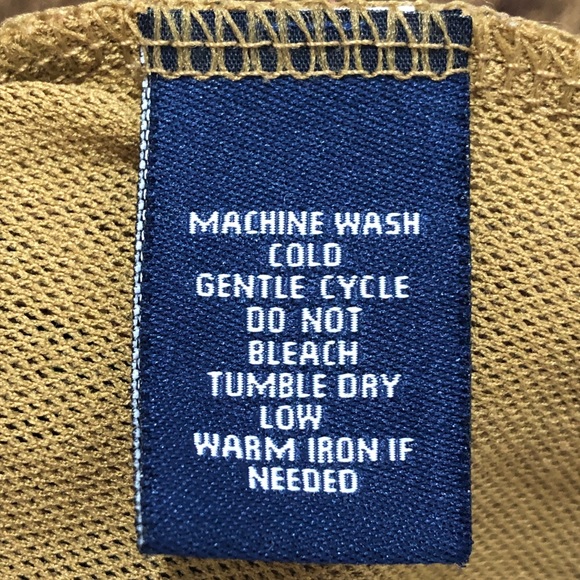 MACHINE WASH
COLD
GENTLE CYCLE
DO NOT
BLEACH
TUMBLE DRY
LOW
WARM IRON IF
NEEDED